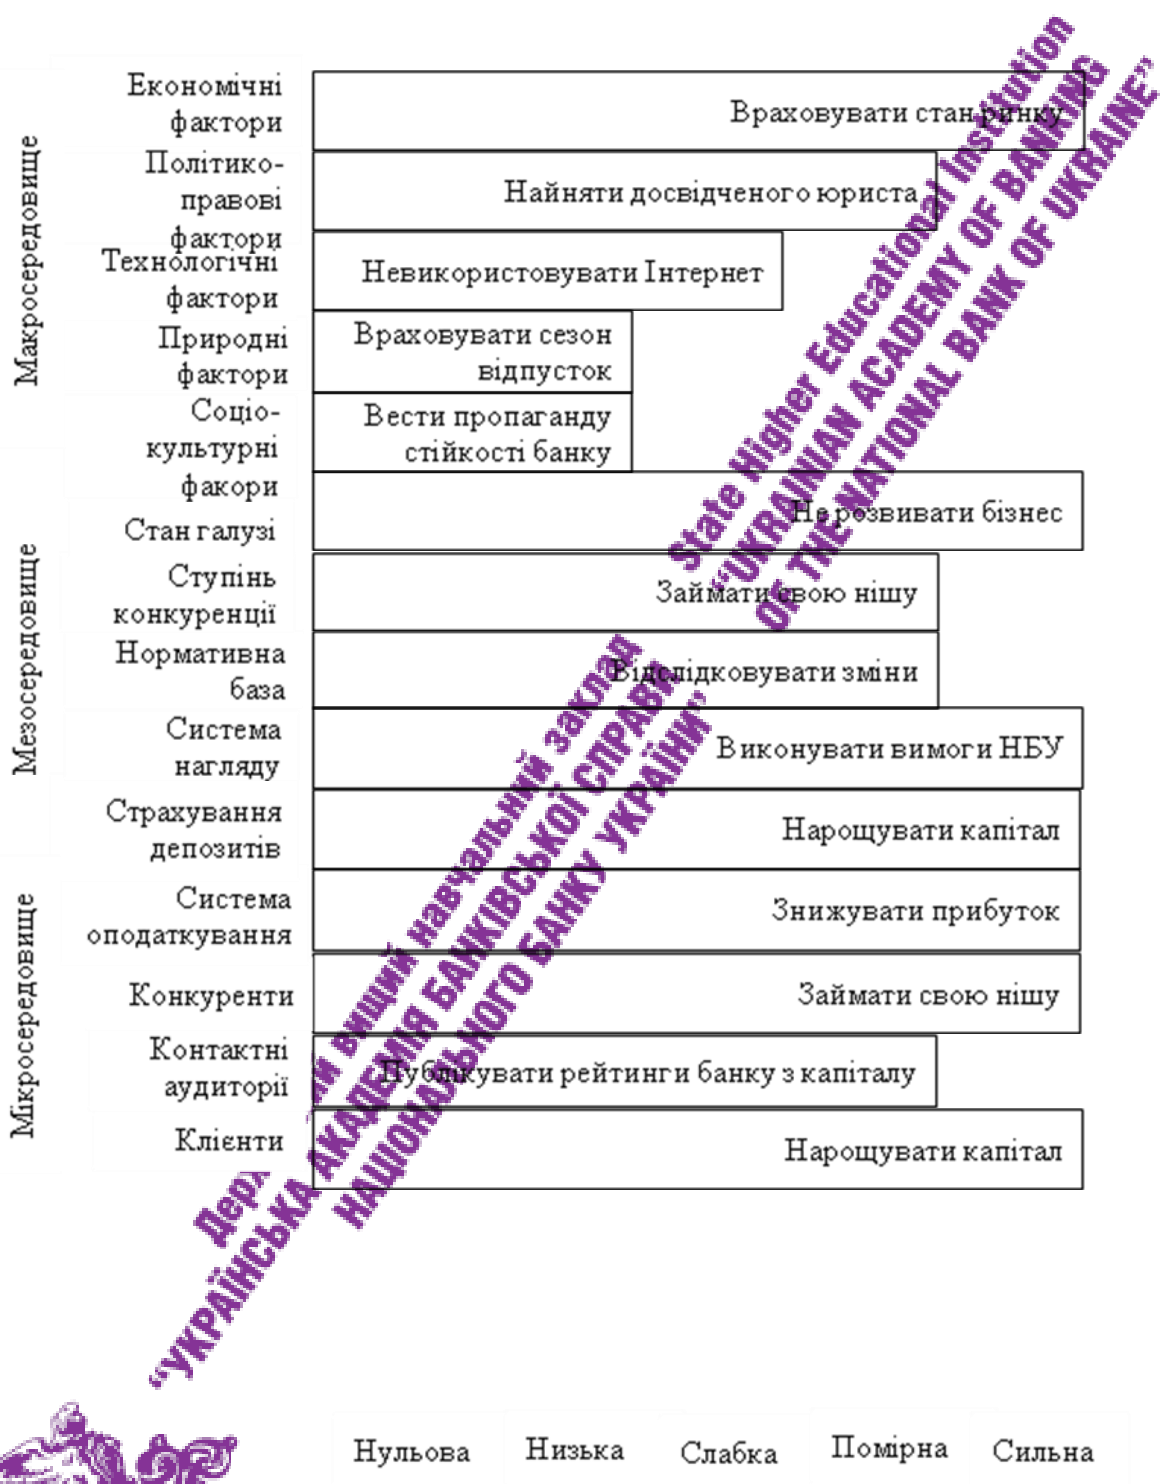 Макросередовище
Економічні
фактори
Враховувати стан ринку
Політико-
правові
фактори
Найняти досвідченого юриста
Технологічні
фактори
Невикористовувати Інтернет
Природні
фактори
Враховувати сезон
відпусток
Соціо-
культурні
факори
Вести пропаганду
стійкості банку
Мезосередовище
Стан галузі
Не розвивати бізнес
Ступінь
конкуренції
Займати свою нішу
Нормативна
база
Відслідковувати зміни
Система
нагляду
Виконувати вимоги НБУ
Страхування
депозитів
Нарощувати капітал
Мікросередовище
Система
оподаткування
Знижувати прибуток
Конкуренти
Займати свою нішу
Контактні
аудиторії
Публікувати рейтинги банку з капіталу
Клієнти
Нарощувати капітал
State Higher Educational Institution
“UKRAINIAN ACADEMY OF BANKING
OF THE NATIONAL BANK OF UKRAINE”
вищий навчальний заклад
“УКРАЇНСЬКА АКАДЕМІЯ БАНКІВСЬКОЇ СПРАВИ
НАЦІОНАЛЬНОГО БАНКУ УКРАЇНИ”
Нульова Низька Слабка Помірна Сильна